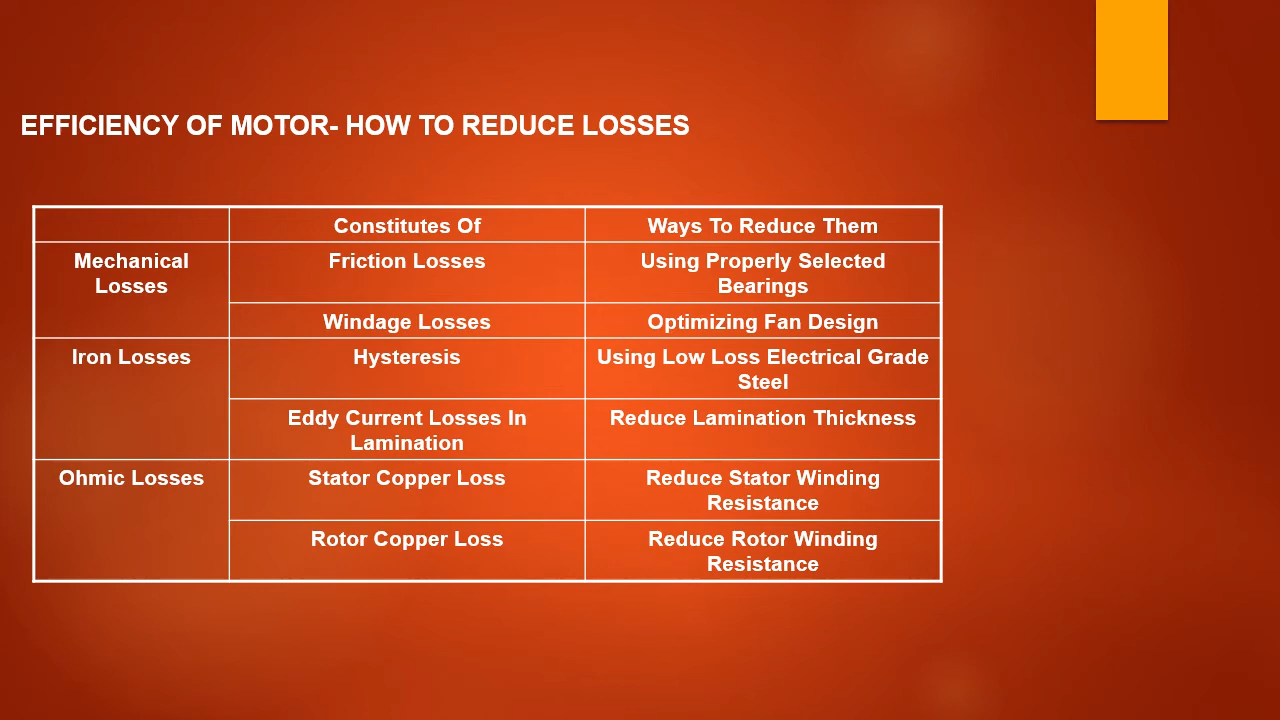 EFFICIENCY OF MOTOR- HOW TO REDUCE LOSSES
Constitutes Of
Ways To Reduce Them
Mechanical
Losses
Friction Losses
Using Properly Selected
Bearings
Windage Losses
Optimizing Fan Design
Iron Losses
Hysteresis
Using Low Loss Electrical Grade
Steel
Eddy Current Losses In
Lamination
Reduce Lamination Thickness
Ohmic Losses
Stator Copper Loss
Reduce Stator Winding
Resistance
Rotor Copper Loss
Reduce Rotor Winding
Resistance